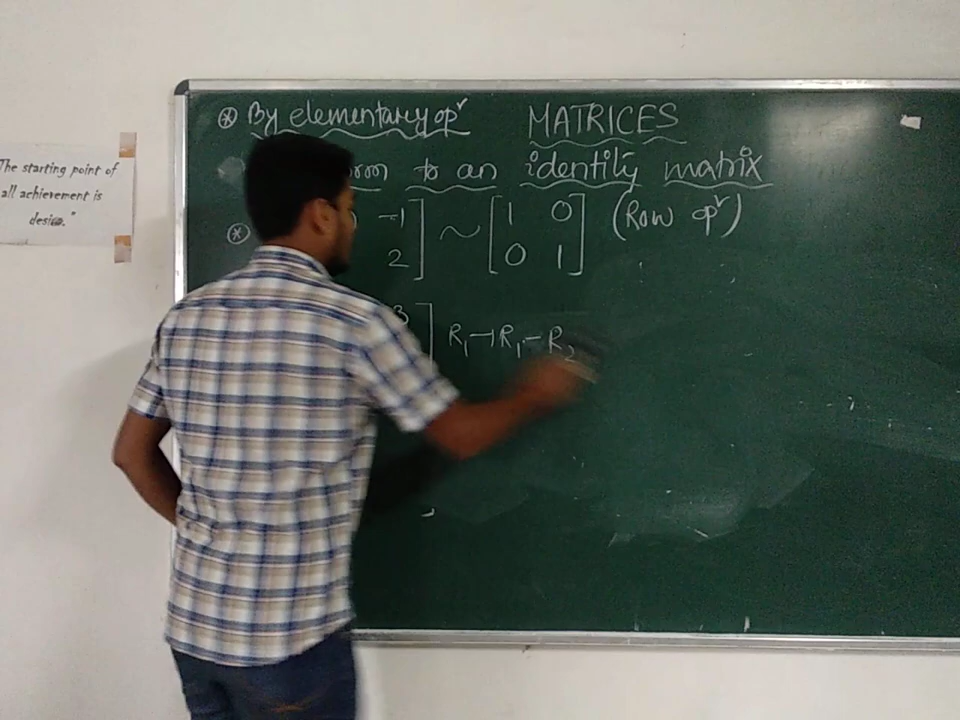 The starting point of
all achievement is
desire."
By elementary opr MATRICES
to an identity matrix
-1 ] ~ [ 1 0 (Row opr)
2 ] [ 0 1 ]
3 ] R₁→R₁-R₂